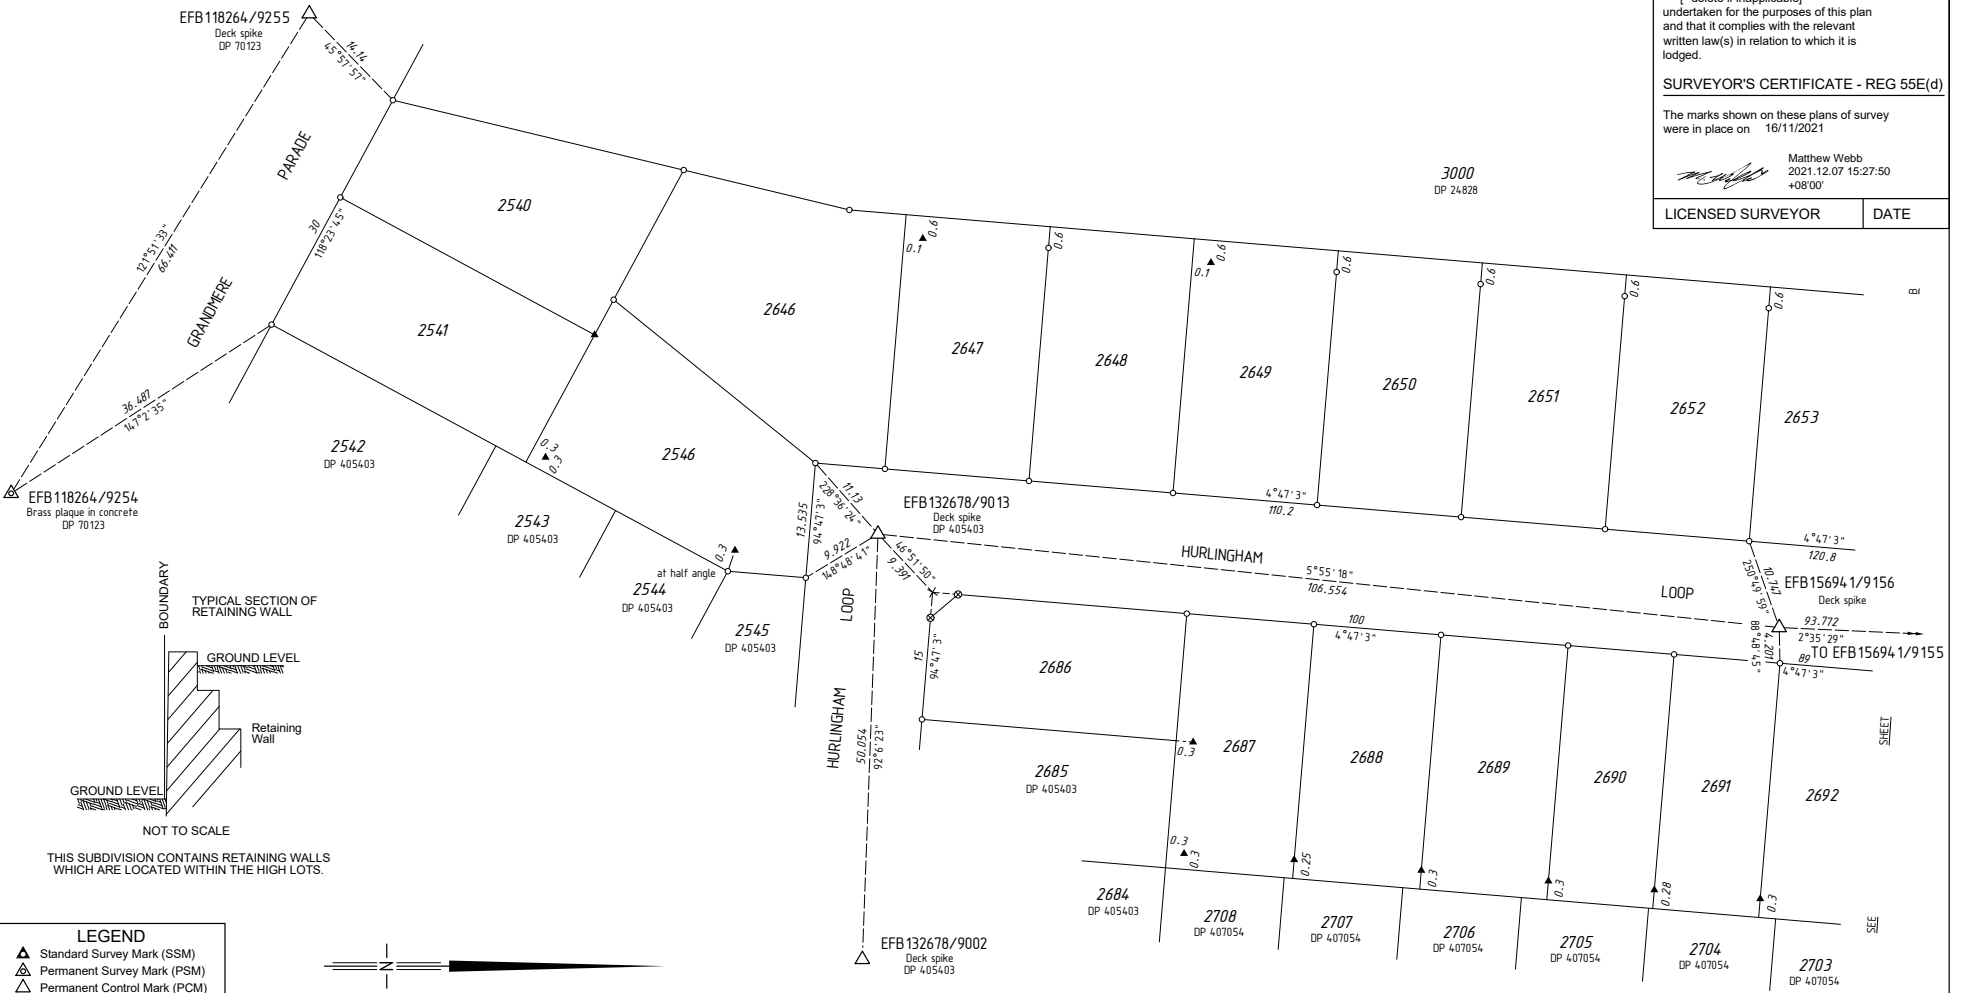 EFB118264/9255
Deck spike
DP 70123
14.14
45°57'57"
PARADE
GRANDMERE
30
118°23'45"
121°51'33"
66.411
36.487
147°2'35"
EFB118264/9254
Brass plaque in concrete
DP 70123
2540
2541
2542
DP 405403
2543
DP 405403
2544
DP 405403
2545
DP 405403
2546
0.3
0.3
0.3
at half angle
2646
2647
2648
2649
2650
2651
2652
2653
0.1
0.6
0.6
0.1
0.6
0.6
0.6
0.6
0.6
3000
DP 24828
undertaken for the purposes of this plan
and that it complies with the relevant
written law(s) in relation to which it is
lodged.
SURVEYOR'S CERTIFICATE - REG 55E(d)
The marks shown on these plans of survey
were in place on 16/11/2021
Matthew Webb
2021.12.07 15:27:50
+08'00'
LICENSED SURVEYOR
DATE
B
13.535
94°47'3"
11.13
228°36'24"
9.922
148°48'41"
46°51'50"
9.391
EFB132678/9013
Deck spike
DP 405403
4°47'3"
110.2
HURLINGHAM
LOOP
5°55'18"
106.554
4°47'3"
120.8
10.747
250°49'59"
EFB156941/9156
Deck spike
93.772
2°35'29"
TO EFB156941/9155
4.201
88°48'45"
89
4°47'3"
100
4°47'3"
LOOP
HURLINGHAM
50.054
92°6'23"
15
94°47'3"
2686
2685
DP 405403
2687
2688
2689
2690
2691
2692
0.3
0.3
0.3
0.25
0.3
0.3
0.28
0.3
2684
DP 405403
2708
DP 407054
2707
DP 407054
2706
DP 407054
2705
DP 407054
2704
DP 407054
2703
DP 407054
SHEET
SEE
EFB132678/9002
Deck spike
DP 405403
BOUNDARY
TYPICAL SECTION OF
RETAINING WALL
GROUND LEVEL
Retaining
Wall
GROUND LEVEL
NOT TO SCALE
THIS SUBDIVISION CONTAINS RETAINING WALLS
WHICH ARE LOCATED WITHIN THE HIGH LOTS.
N
LEGEND
Standard Survey Mark (SSM)
Permanent Survey Mark (PSM)
Permanent Control Mark (PCM)